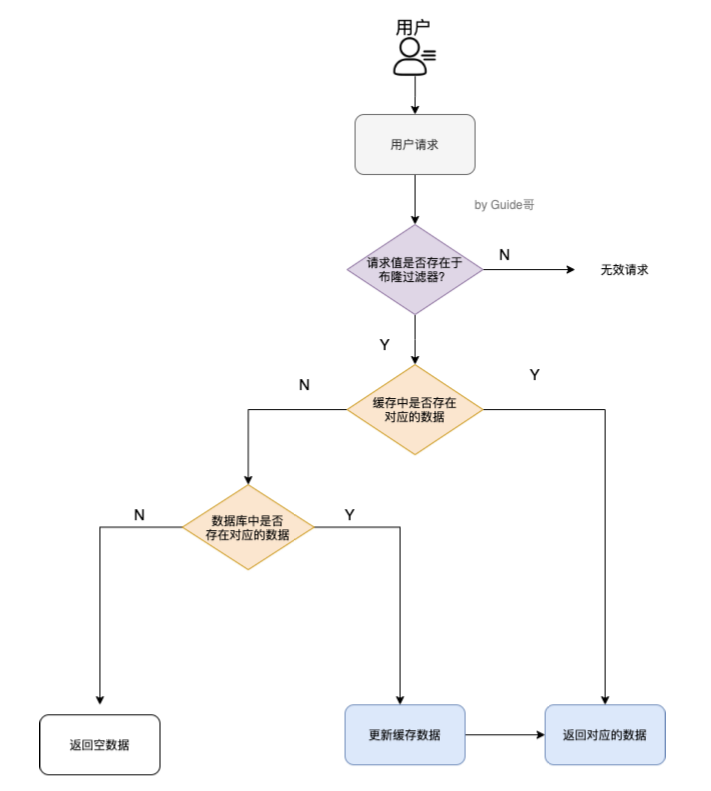 用户
用户请求
by Guide哥
请求值是否存在于
布隆过滤器?
N
无效请求
Y
缓存中是否存在
对应的数据
N
Y
数据库中是否
存在对应的数据
N
Y
返回空数据
更新缓存数据
返回对应的数据